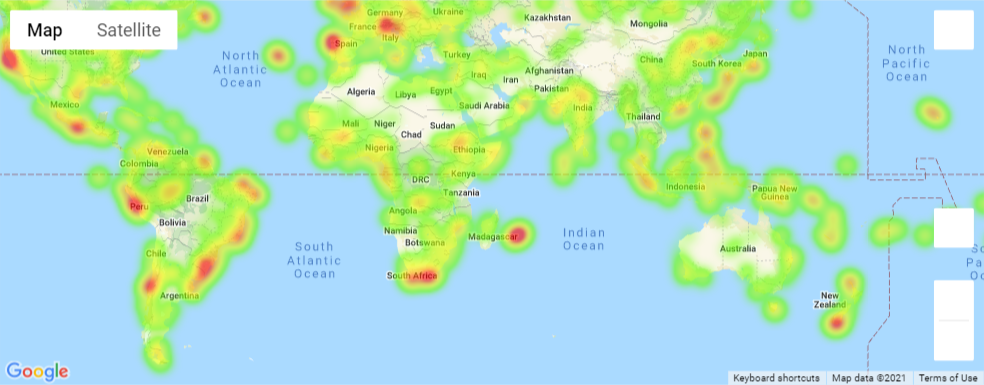 Map Satellite
Germany
Ukraine
Kazakhstan
Mongolia
France
Italy
Spain
United States
North
Atlantic
Ocean
Turkey
Iraq
Iran
Afghanistan
Pakistan
China
South Korea
Japan
North
Pacific
Ocean
Mexico
Algeria
Libya
Egypt
Saudi Arabia
India
Thailand
Mali
Niger
Chad
Sudan
Nigeria
Ethiopia
Venezuela
Colombia
DRC
Kenya
Tanzania
Indonesia
Papua New
Guinea
Peru
Brazil
Bolivia
Angola
Namibia
Botswana
Madagascar
Indian
Ocean
Australia
South
Atlantic
Ocean
Chile
Argentina
South Africa
New
Zealand
Google
Keyboard shortcuts Map data ©2021 Terms of Use